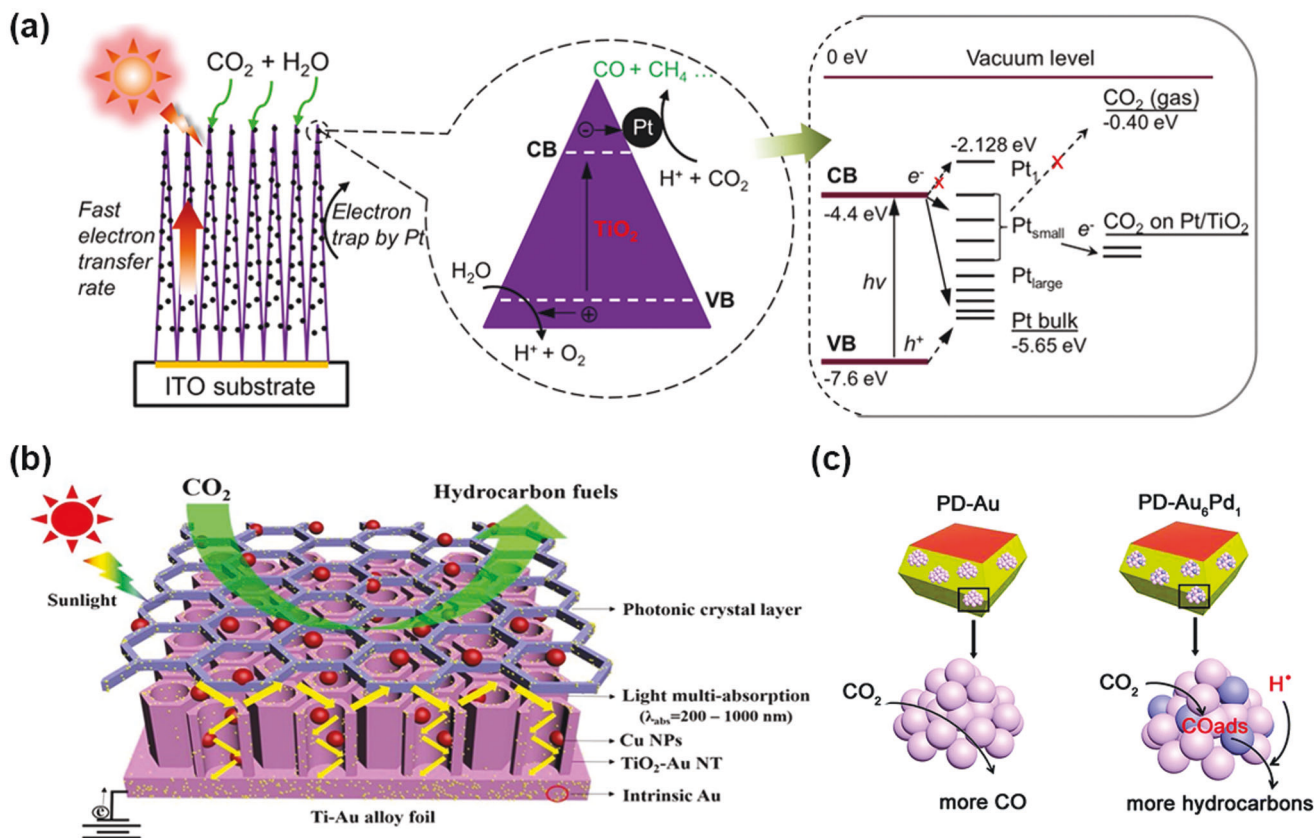 (a)
CO₂ + H₂O
Fast
electron
transfer
rate
Electron
trap by Pt
ITO substrate
CO + CH₄ ...
⊖
Pt
CB
H⁺ + CO₂
TiO₂
H₂O
VB
⊕
H⁺ + O₂
0 eV
Vacuum level
CO₂ (gas)
-0.40 eV
-2.128 eV
CB
e⁻
x
Pt₁
x
-4.4 eV
Pt_small
e⁻
CO₂ on Pt/TiO₂
hν
Pt_large
VB
h⁺
Pt bulk
-5.65 eV
-7.6 eV
(b)
CO₂
Hydrocarbon fuels
Sunlight
Photonic crystal layer
Light multi-absorption
(λ_abs=200 – 1000 nm)
Cu NPs
TiO₂-Au NT
Intrinsic Au
e
Ti-Au alloy foil
(c)
PD-Au
PD-Au₆Pd₁
CO₂
more CO
CO₂
H•
COads
more hydrocarbons